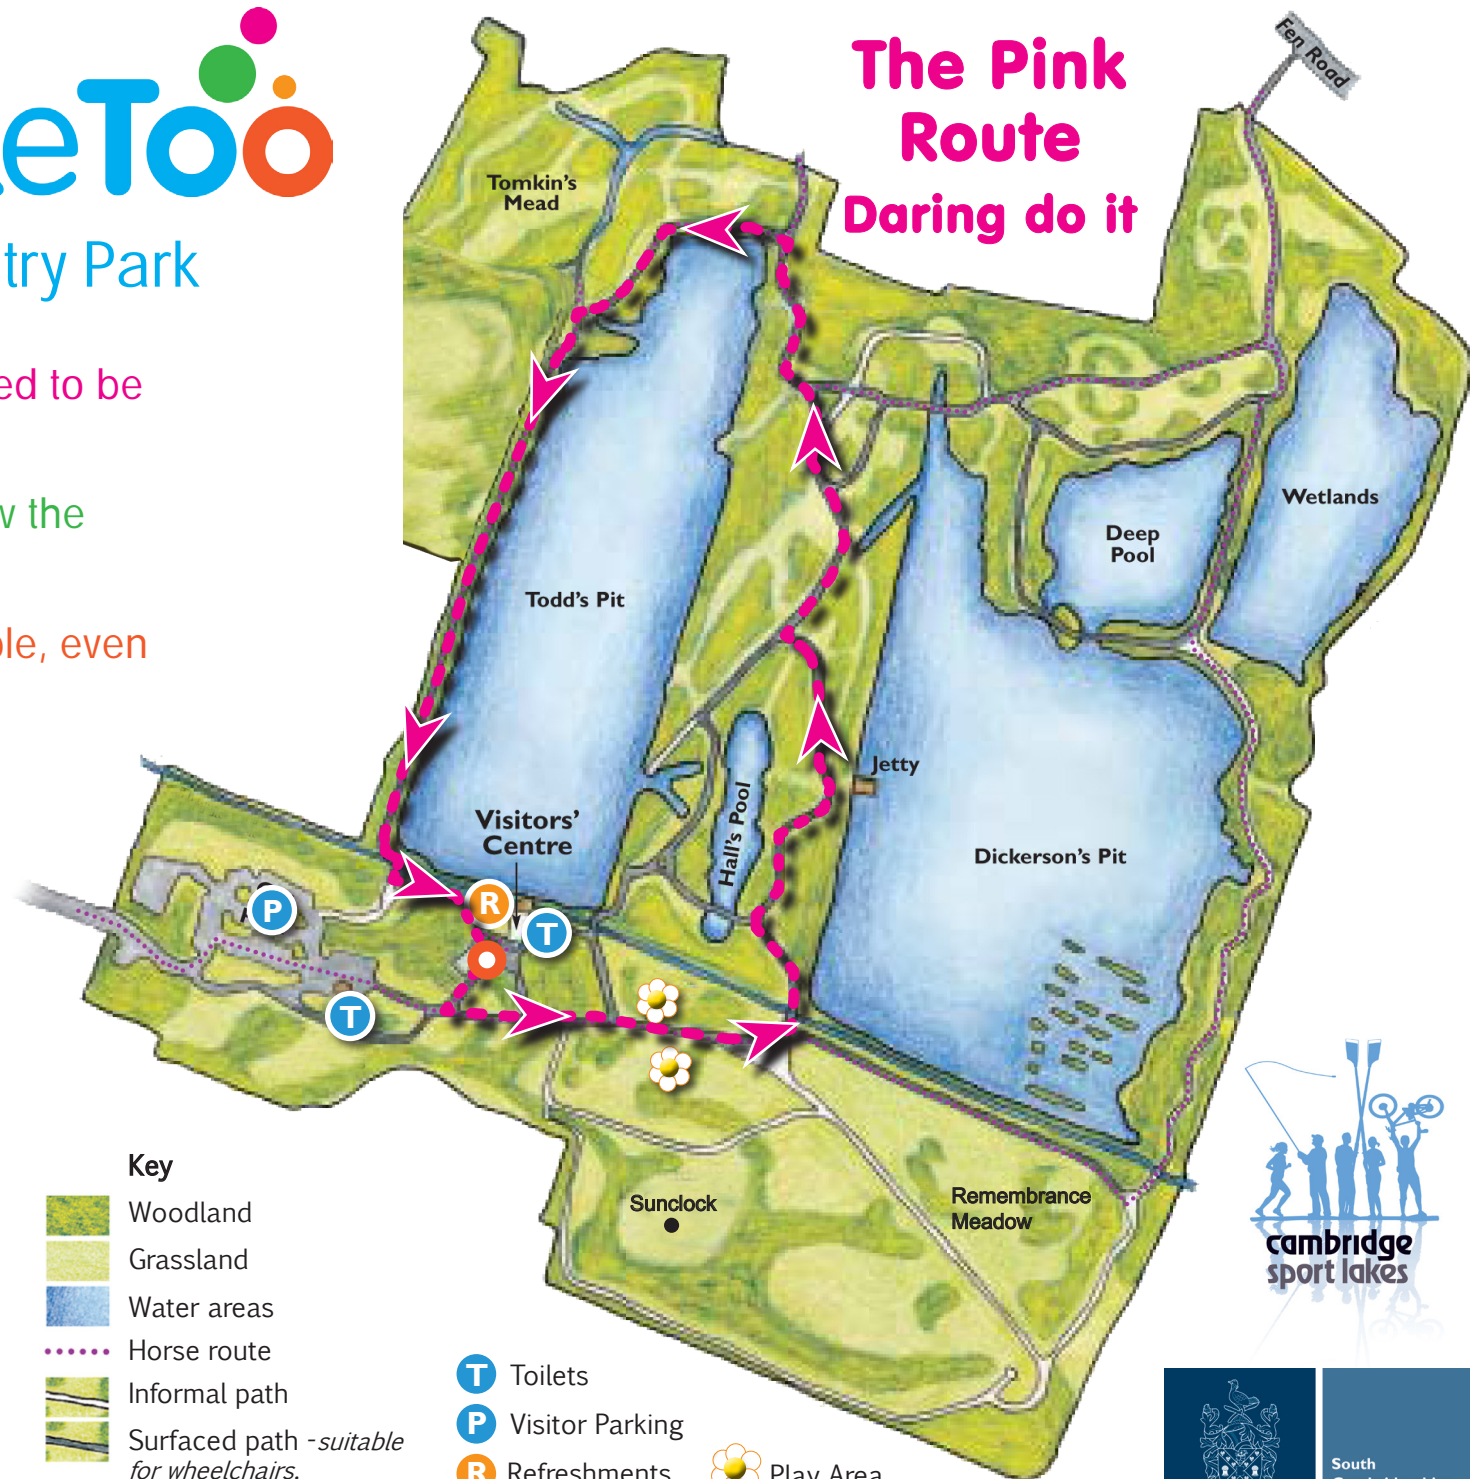 eToo
try Park
ed to be
w the
ole, even
The Pink
Route
Daring do it
Fen Road
Tomkin's
Mead
Wetlands
Deep
Pool
Todd's Pit
Jetty
Visitors'
Centre
Hall's Pool
Dickerson's Pit
P
R
T
T
Sunclock
Remembrance
Meadow
Key
Woodland
Grassland
Water areas
Horse route
Informal path
Surfaced path - suitable
for wheelchairs.
T Toilets
P Visitor Parking
R Refreshments
Play Area
cambridge
sport lakes
South